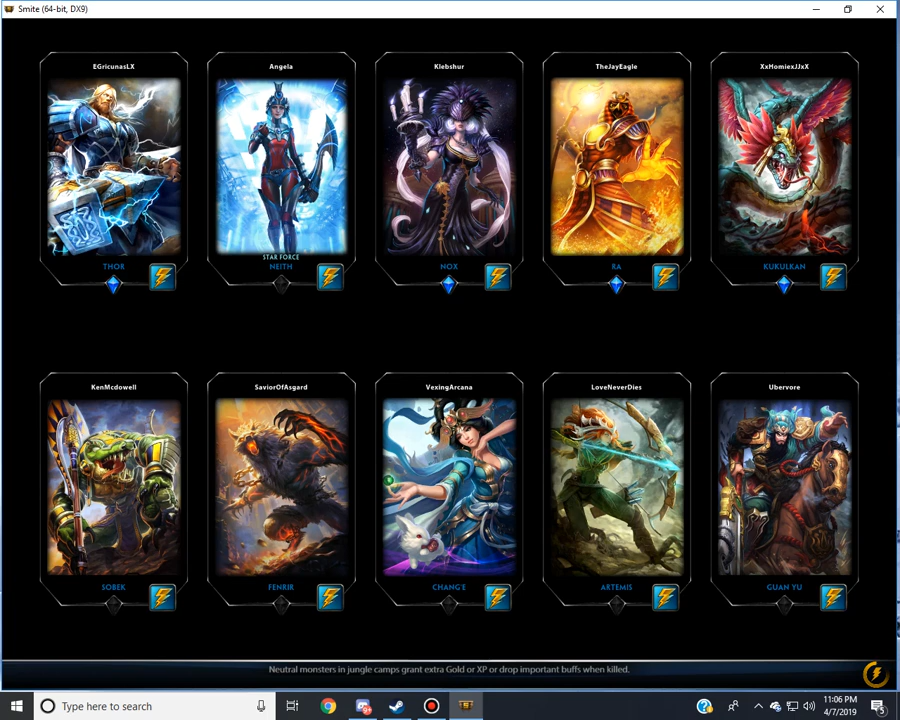 Smite (64-bit, DX9)
EGricunasLX
Angela
Klebshur
TheJayEagle
XxHomiexJJxX
THOR
STAR FORCE
NEITH
NOX
RA
KUKULKAN
KenMcdowell
SaviorOfAsgard
VexingArcana
LoveNeverDies
Ubervore
SOBEK
FENRIR
CHANG'E
ARTEMIS
GUAN YU
Neutral monsters in jungle camps grant extra Gold or XP or drop important buffs when killed.
Type here to search
11:06 PM
4/7/2019
5